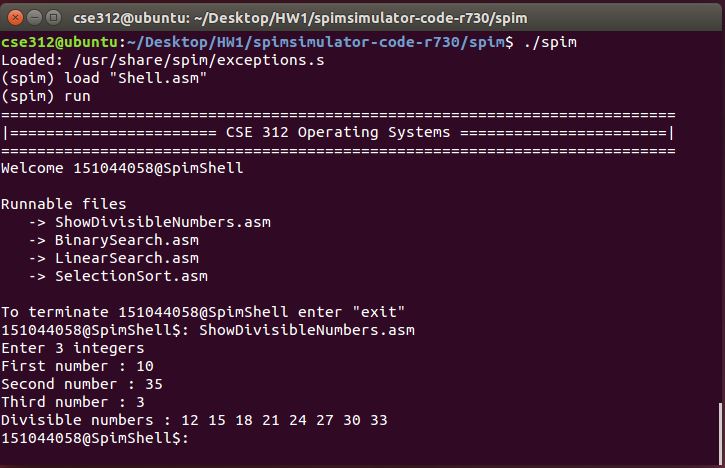 cse312@ubuntu: ~/Desktop/HW1/spimsimulator-code-r730/spim
cse312@ubuntu:~/Desktop/HW1/spimsimulator-code-r730/spim$ ./spim
Loaded: /usr/share/spim/exceptions.s
(spim) load "Shell.asm"
(spim) run
===========================================================================
|======================= CSE 312 Operating Systems =======================|
===========================================================================
Welcome 151044058@SpimShell
Runnable files
-> ShowDivisibleNumbers.asm
-> BinarySearch.asm
-> LinearSearch.asm
-> SelectionSort.asm
To terminate 151044058@SpimShell enter "exit"
151044058@SpimShell$: ShowDivisibleNumbers.asm
Enter 3 integers
First number : 10
Second number : 35
Third number : 3
Divisible numbers : 12 15 18 21 24 27 30 33
151044058@SpimShell$: